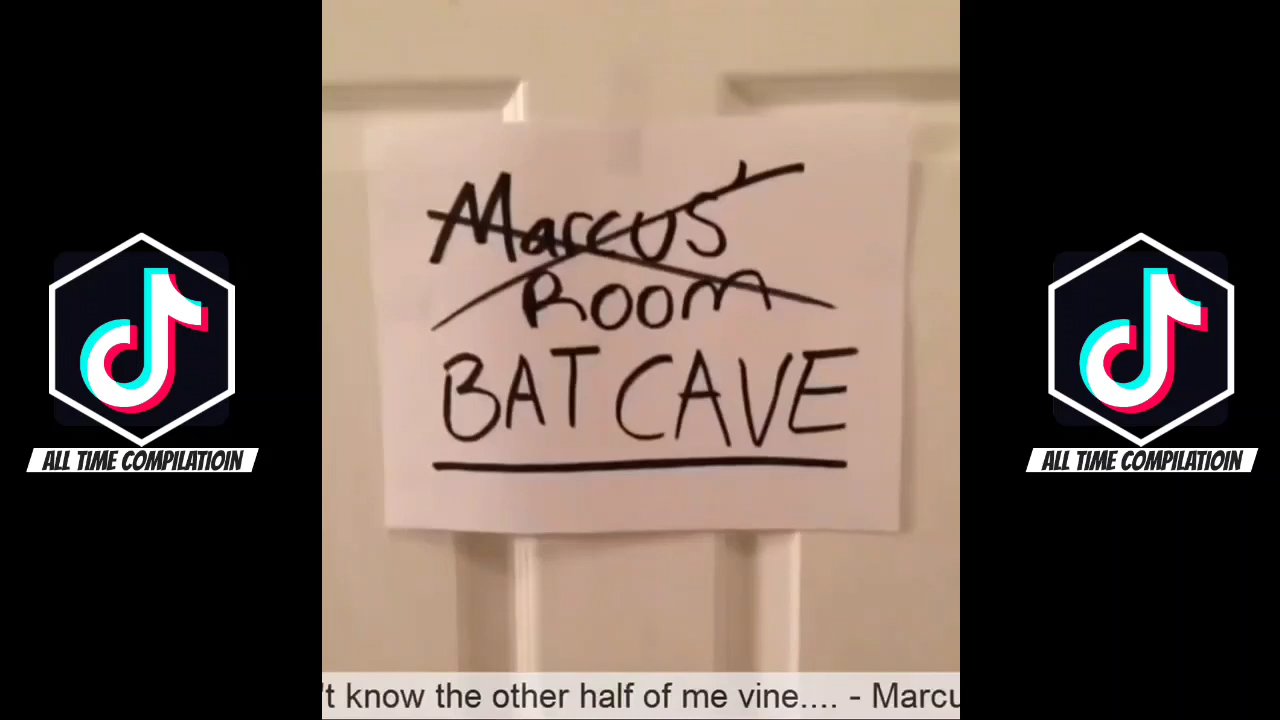 Marcus'
Room
BAT CAVE
ALL TIME COMPILATIOIN
ALL TIME COMPILATIOIN
't know the other half of me vine.... - Marcu